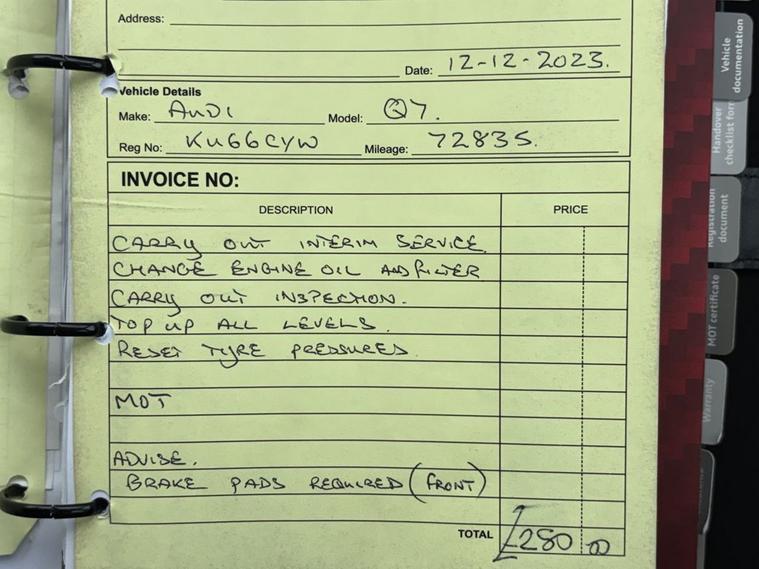 Address:
Date: 12-12-2023.
Vehicle Details
Make: AUDI Model: Q7.
Reg No: KU66CYW Mileage: 72835.
INVOICE NO:
DESCRIPTION PRICE
CARRY OUT INTERIM SERVICE
CHANGE ENGINE OIL AND FILTER
CARRY OUT INSPECTION.
TOP UP ALL LEVELS.
RESET TYRE PRESSURES.
MOT
ADVISE.
BRAKE PADS REQUIRED (FRONT)
TOTAL £280 00
Vehicle documentation
Handover checklist form
Registration document
MOT certificate
Warranty